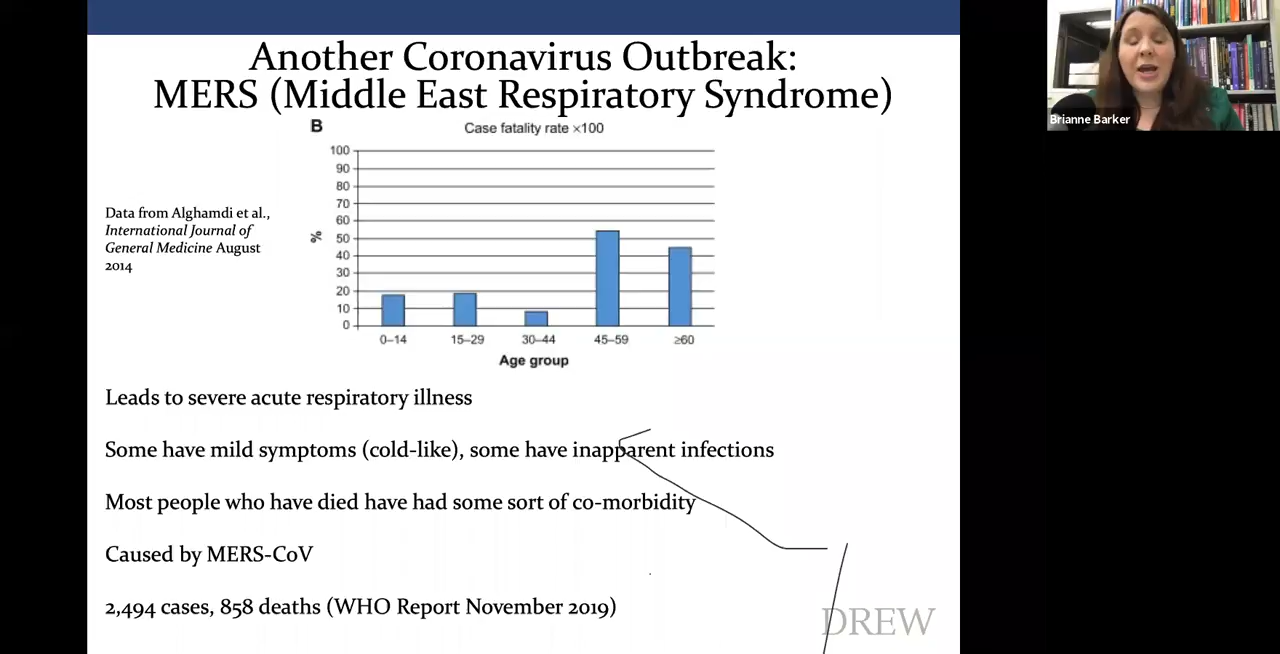 Another Coronavirus Outbreak:
MERS (Middle East Respiratory Syndrome)
B
Case fatality rate ×100
100
90
80
70
60
50
40
30
20
10
0
%
0–14
15–29
30–44
45–59
≥60
Age group
Data from Alghamdi et al.,
International Journal of
General Medicine August
2014
Leads to severe acute respiratory illness
Some have mild symptoms (cold-like), some have inapparent infections
Most people who have died have had some sort of co-morbidity
Caused by MERS-CoV
2,494 cases, 858 deaths (WHO Report November 2019)
DREW
Brianne Barker